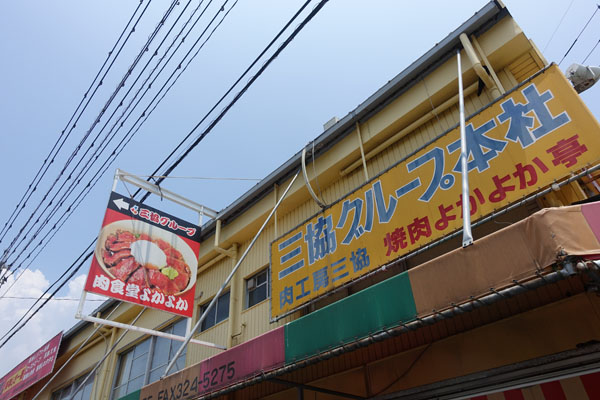 三協グループ
肉食堂よかよか
三協グループ本社
肉工房三協 焼肉よかよか亭
FAX324-5275